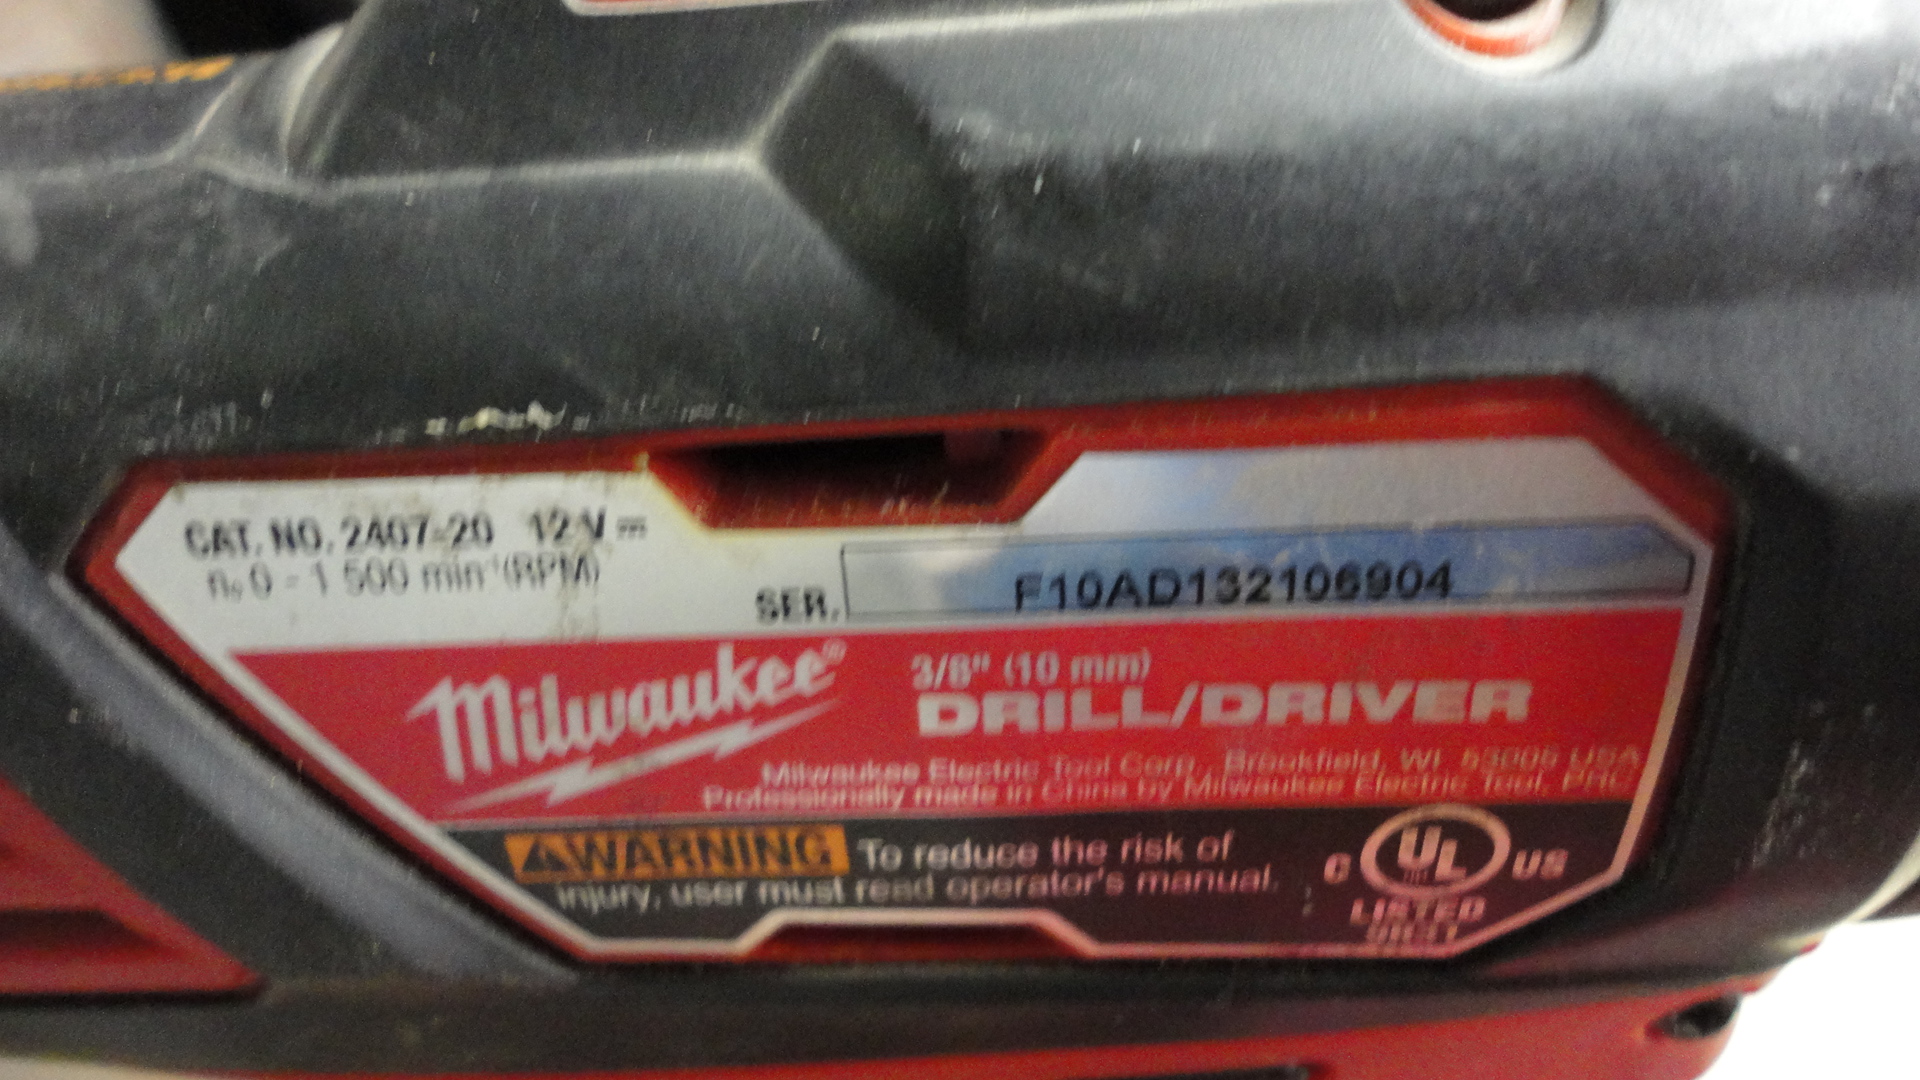 CAT. NO. 2407-20 12 V ⎓
n₀ 0 - 1 500 min⁻¹(RPM)
SER. F10AD132106904
Milwaukee®
3/8" (10 mm)
DRILL/DRIVER
Milwaukee Electric Tool Corp., Brookfield, WI 53005 USA
Professionally made in China by Milwaukee Electric Tool, PRC
⚠WARNING To reduce the risk of
injury, user must read operator's manual.
C UL US
LISTED